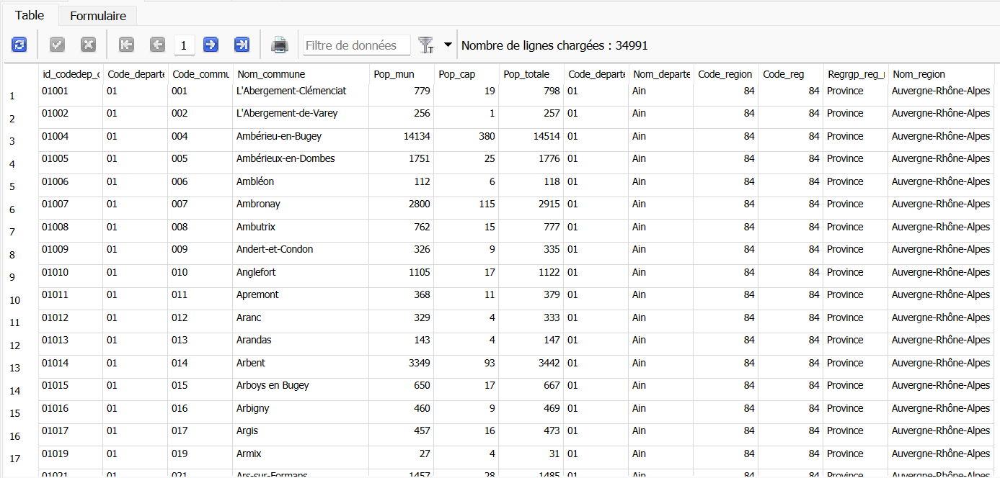 Table Formulaire
1 Filtre de données Nombre de lignes chargées : 34991
id_codedep_c Code_departe Code_commu Nom_commune Pop_mun Pop_cap Pop_totale Code_departe Nom_departe Code_region Code_reg Regrgp_reg_ Nom_region
1 01001 01 001 L'Abergement-Clémenciat 779 19 798 01 Ain 84 84 Province Auvergne-Rhône-Alpes
2 01002 01 002 L'Abergement-de-Varey 256 1 257 01 Ain 84 84 Province Auvergne-Rhône-Alpes
3 01004 01 004 Ambérieu-en-Bugey 14134 380 14514 01 Ain 84 84 Province Auvergne-Rhône-Alpes
4 01005 01 005 Ambérieux-en-Dombes 1751 25 1776 01 Ain 84 84 Province Auvergne-Rhône-Alpes
5 01006 01 006 Ambléon 112 6 118 01 Ain 84 84 Province Auvergne-Rhône-Alpes
6 01007 01 007 Ambronay 2800 115 2915 01 Ain 84 84 Province Auvergne-Rhône-Alpes
7 01008 01 008 Ambutrix 762 15 777 01 Ain 84 84 Province Auvergne-Rhône-Alpes
8 01009 01 009 Andert-et-Condon 326 9 335 01 Ain 84 84 Province Auvergne-Rhône-Alpes
9 01010 01 010 Anglefort 1105 17 1122 01 Ain 84 84 Province Auvergne-Rhône-Alpes
10 01011 01 011 Apremont 368 11 379 01 Ain 84 84 Province Auvergne-Rhône-Alpes
11 01012 01 012 Aranc 329 4 333 01 Ain 84 84 Province Auvergne-Rhône-Alpes
12 01013 01 013 Arandas 143 4 147 01 Ain 84 84 Province Auvergne-Rhône-Alpes
13 01014 01 014 Arbent 3349 93 3442 01 Ain 84 84 Province Auvergne-Rhône-Alpes
14 01015 01 015 Arboys en Bugey 650 17 667 01 Ain 84 84 Province Auvergne-Rhône-Alpes
15 01016 01 016 Arbigny 460 9 469 01 Ain 84 84 Province Auvergne-Rhône-Alpes
16 01017 01 017 Argis 457 16 473 01 Ain 84 84 Province Auvergne-Rhône-Alpes
17 01019 01 019 Armix 27 4 31 01 Ain 84 84 Province Auvergne-Rhône-Alpes
01021 01 021 Ars-sur-Formans 1457 28 1485 01 Ain 84 84 Province Auvergne-Rhône-Alpes